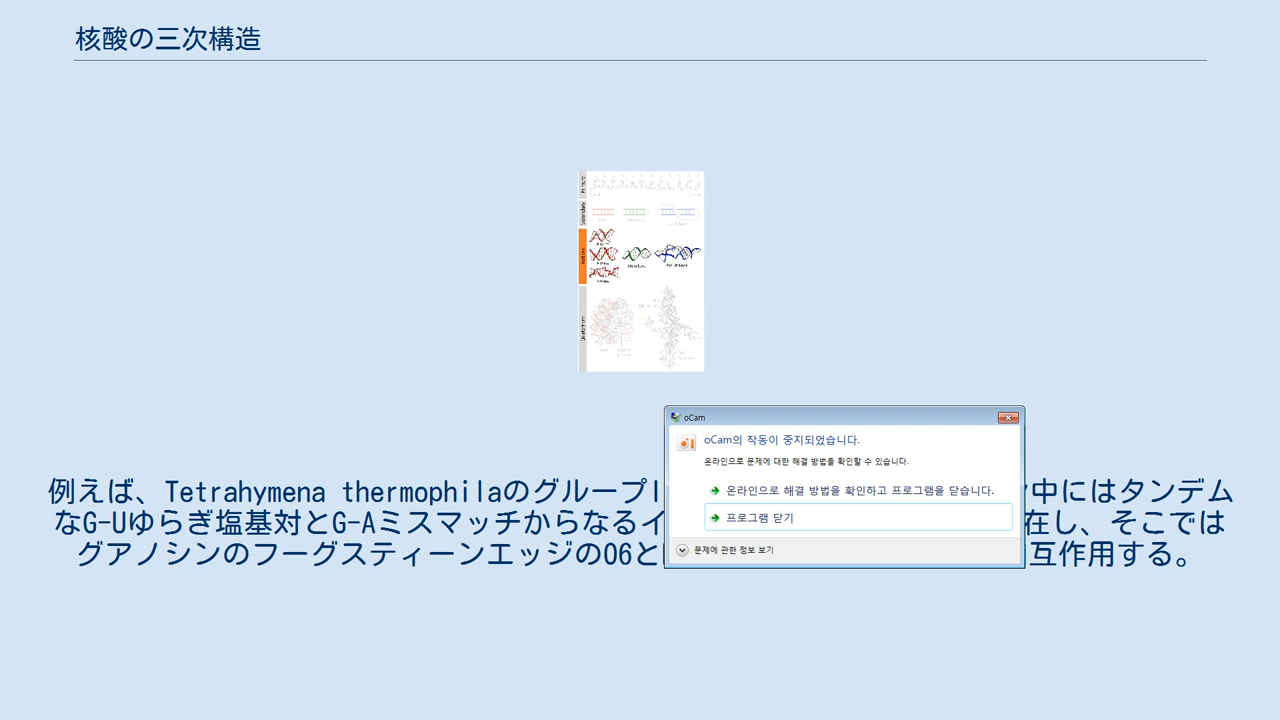 核酸の三次構造
Primary
Secondary
Tertiary
Quaternary
oCam
oCam의 작동이 중지되었습니다.
온라인으로 문제에 대한 해결 방법을 확인할 수 있습니다.
온라인으로 해결 방법을 확인하고 프로그램을 닫습니다.
프로그램 닫기
문제에 관한 정보 보기
例えば、Tetrahymena thermophilaのグループI ン中にはタンデム
なG-Uゆらぎ塩基対とG-Aミスマッチからなるイ 在し、そこでは
グアノシンのフーグスティーンエッジのO6と 互作用する。